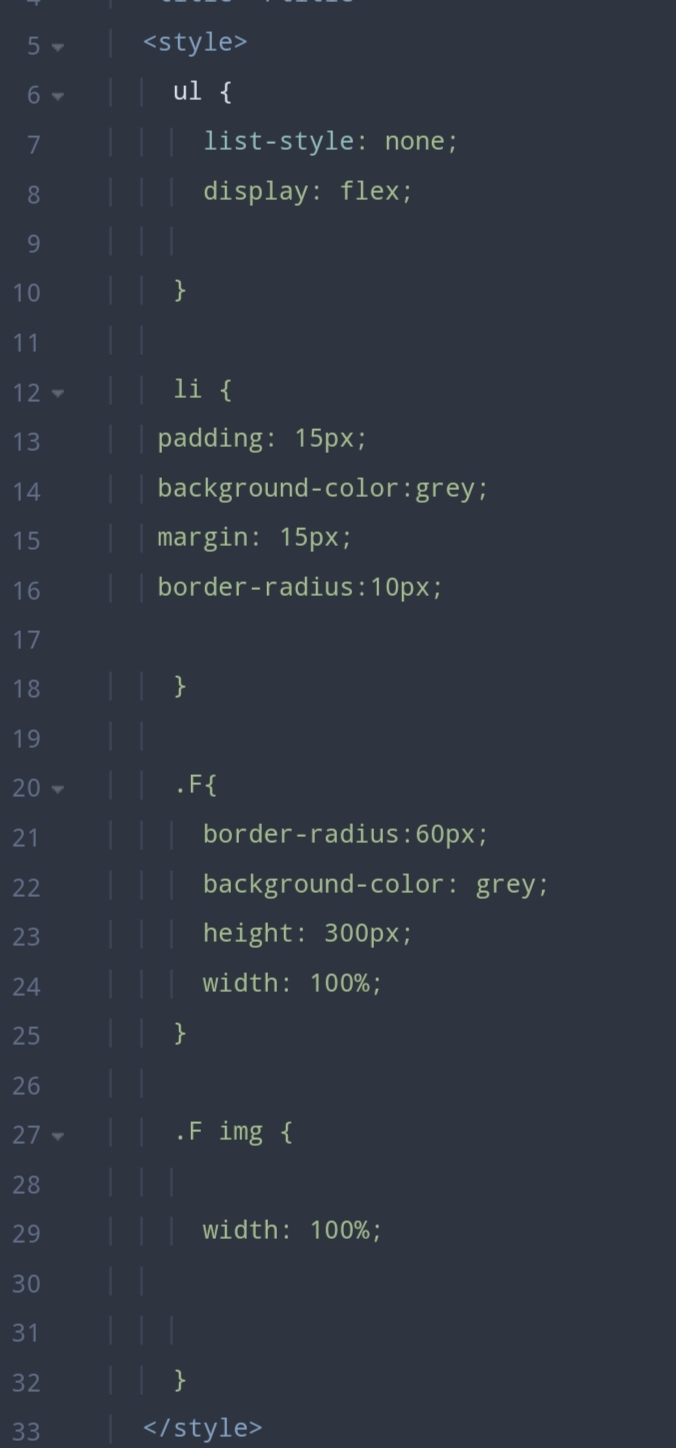 5 <style>
6 ul {
7 list-style: none;
8 display: flex;
9
10 }
11
12 li {
13 padding: 15px;
14 background-color:grey;
15 margin: 15px;
16 border-radius:10px;
17
18 }
19
20 .F{
21 border-radius:60px;
22 background-color: grey;
23 height: 300px;
24 width: 100%;
25 }
26
27 .F img {
28
29 width: 100%;
30
31
32 }
33 </style>